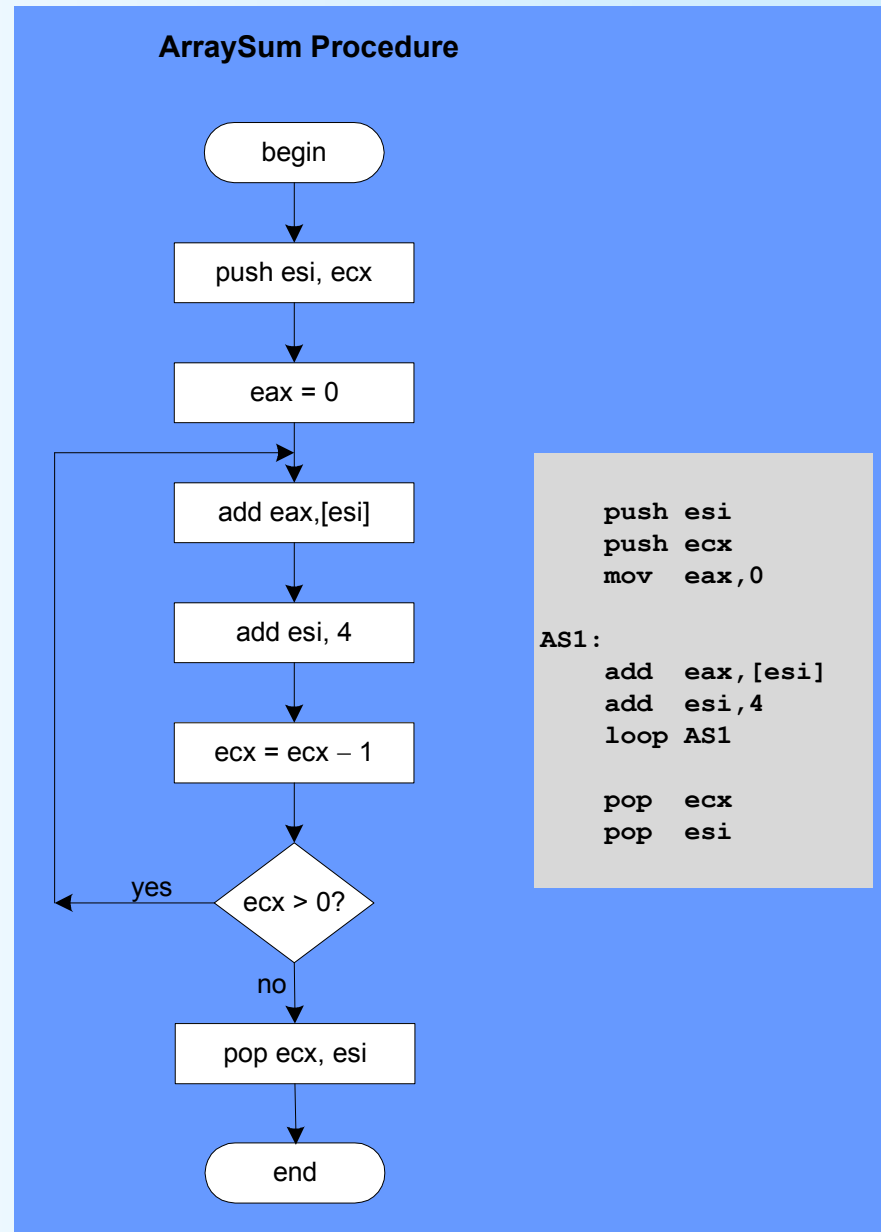 ArraySum Procedure
begin
push esi, ecx
eax = 0
add eax,[esi]
add esi, 4
ecx = ecx − 1
ecx > 0?
yes
no
pop ecx, esi
end
push esi
push ecx
mov eax,0
AS1:
add eax,[esi]
add esi,4
loop AS1
pop ecx
pop esi